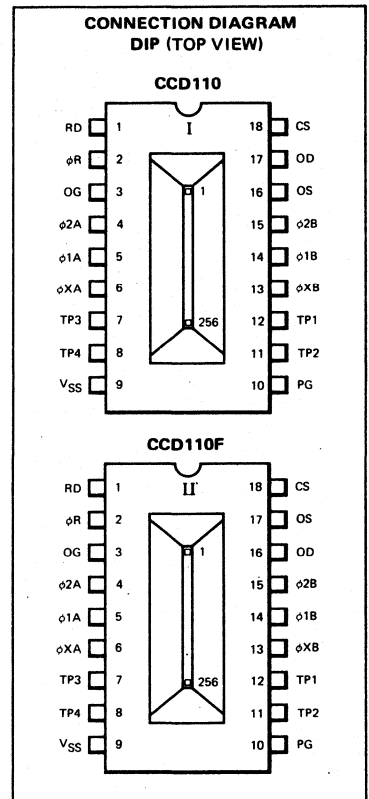 CONNECTION DIAGRAM
DIP (TOP VIEW)
CCD110
I
RD 1 18 CS
φR 2 17 OD
OG 3 16 OS
φ2A 4 15 φ2B
φ1A 5 14 φ1B
φXA 6 13 φXB
TP3 7 12 TP1
TP4 8 11 TP2
VSS 9 10 PG
1
256
CCD110F
II
RD 1 18 CS
φR 2 17 OS
OG 3 16 OD
φ2A 4 15 φ2B
φ1A 5 14 φ1B
φXA 6 13 φXB
TP3 7 12 TP1
TP4 8 11 TP2
VSS 9 10 PG
1
256